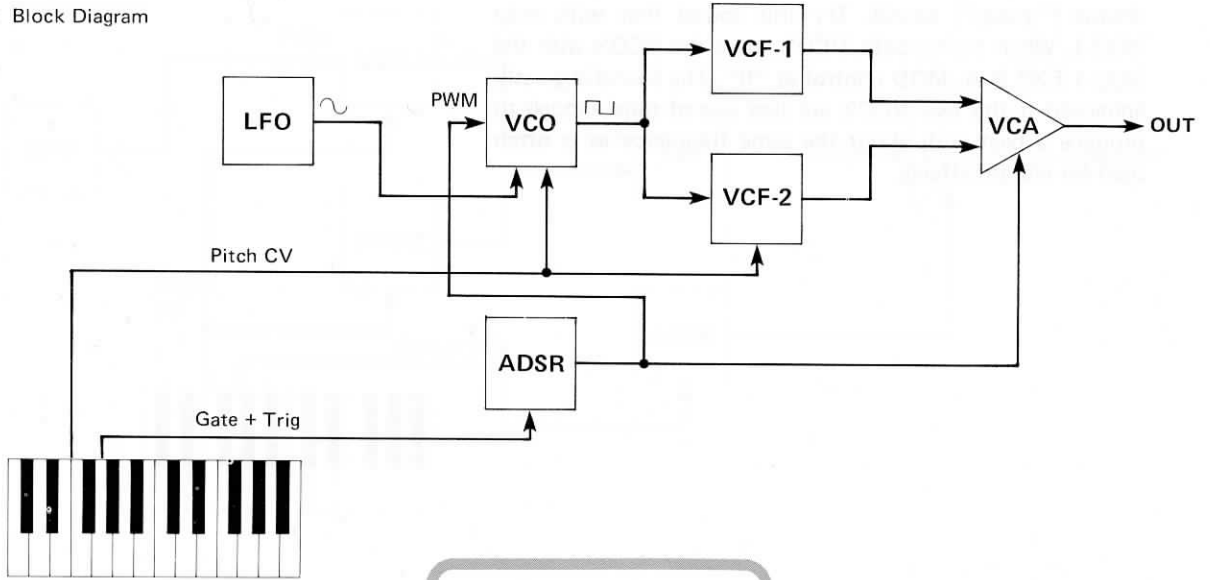 Block Diagram
VCF-1
LFO
PWM
VCO
VCA
OUT
VCF-2
Pitch CV
ADSR
Gate + Trig